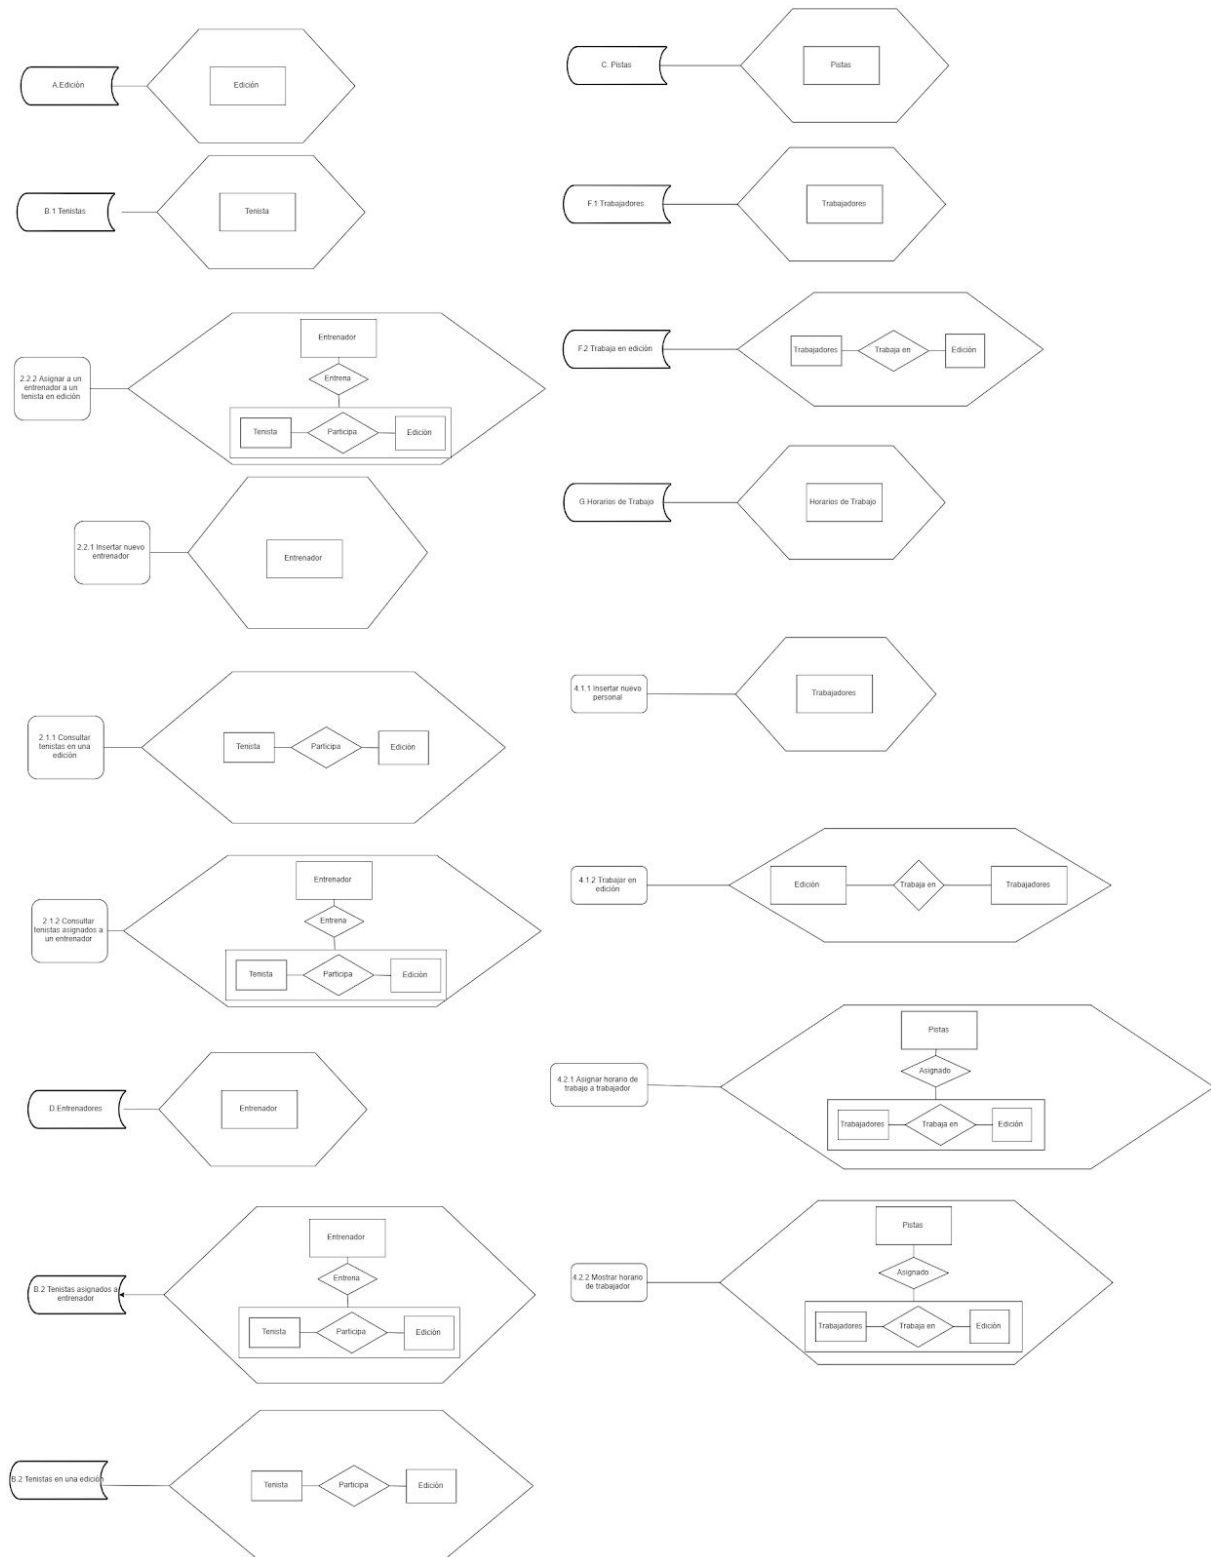 A.Edición
Edición
B.1 Tenistas
Tenista
2.2.2 Asignar a un
entrenador a un
tenista en edición
Entrenador
Entrena
Tenista
Participa
Edición
2.2.1 Insertar nuevo
entrenador
Entrenador
2.1.1 Consultar
tenistas en una
edición
Tenista
Participa
Edición
2.1.2 Consultar
tenistas asignados a
un entrenador
Entrenador
Entrena
Tenista
Participa
Edición
D.Entrenadores
Entrenador
B.2 Tenistas asignados a
entrenador
Entrenador
Entrena
Tenista
Participa
Edición
B.2 Tenistas en una edición
Tenista
Participa
Edición
C. Pistas
Pistas
F.1 Trabajadores
Trabajadores
F.2 Trabaja en edición
Trabajadores
Trabaja en
Edición
G.Horarios de Trabajo
Horarios de Trabajo
4.1.1 Insertar nuevo
personal
Trabajadores
4.1.2 Trabajar en
edición
Edición
Trabaja en
Trabajadores
4.2.1 Asignar horario de
trabajo a trabajador
Pistas
Asignado
Trabajadores
Trabaja en
Edición
4.2.2 Mostrar horario
de trabajador
Pistas
Asignado
Trabajadores
Trabaja en
Edición